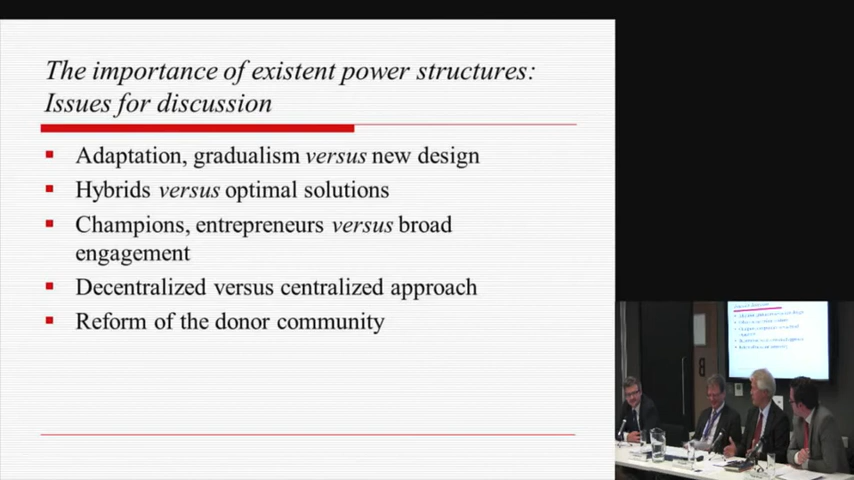 The importance of existent power structures:
Issues for discussion
Adaptation, gradualism versus new design
Hybrids versus optimal solutions
Champions, entrepreneurs versus broad
engagement
Decentralized versus centralized approach
Reform of the donor community